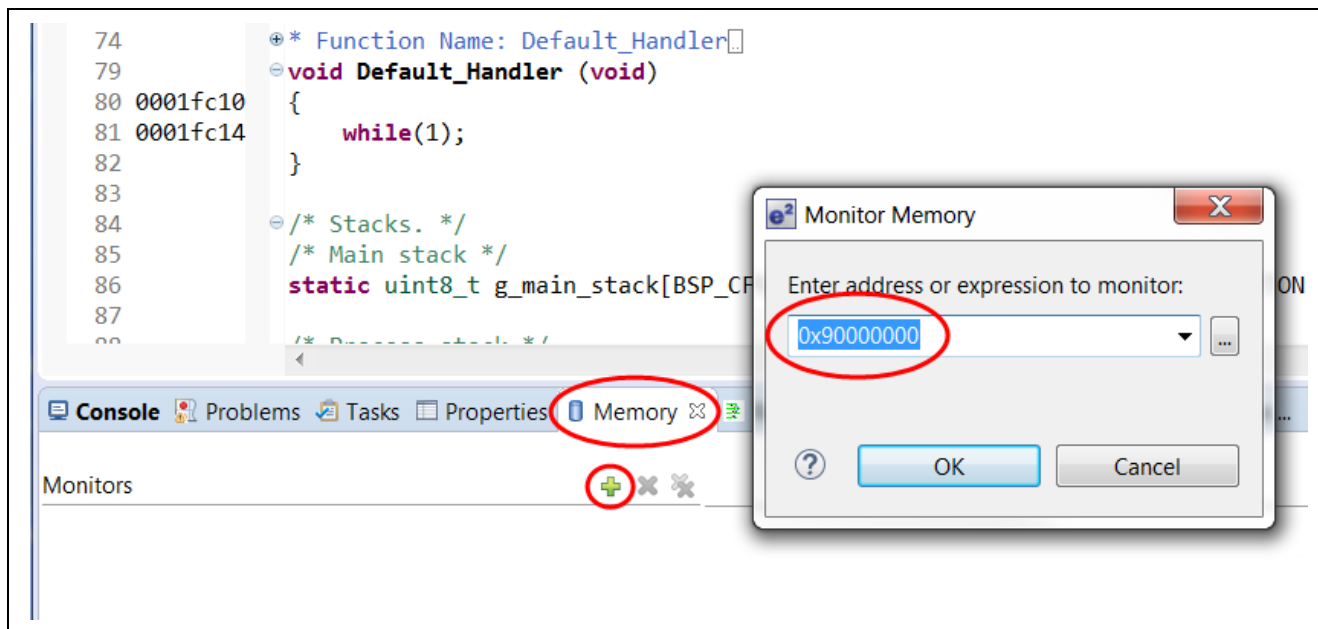 74 * Function Name: Default_Handler
79 void Default_Handler (void)
80 0001fc10 {
81 0001fc14 while(1);
82 }
83
84 /* Stacks. */
85 /* Main stack */
86 static uint8_t g_main_stack[BSP_CF ON
87
e² Monitor Memory
Enter address or expression to monitor:
0x90000000
...
OK Cancel
Console Problems Tasks Properties Memory ...
Monitors